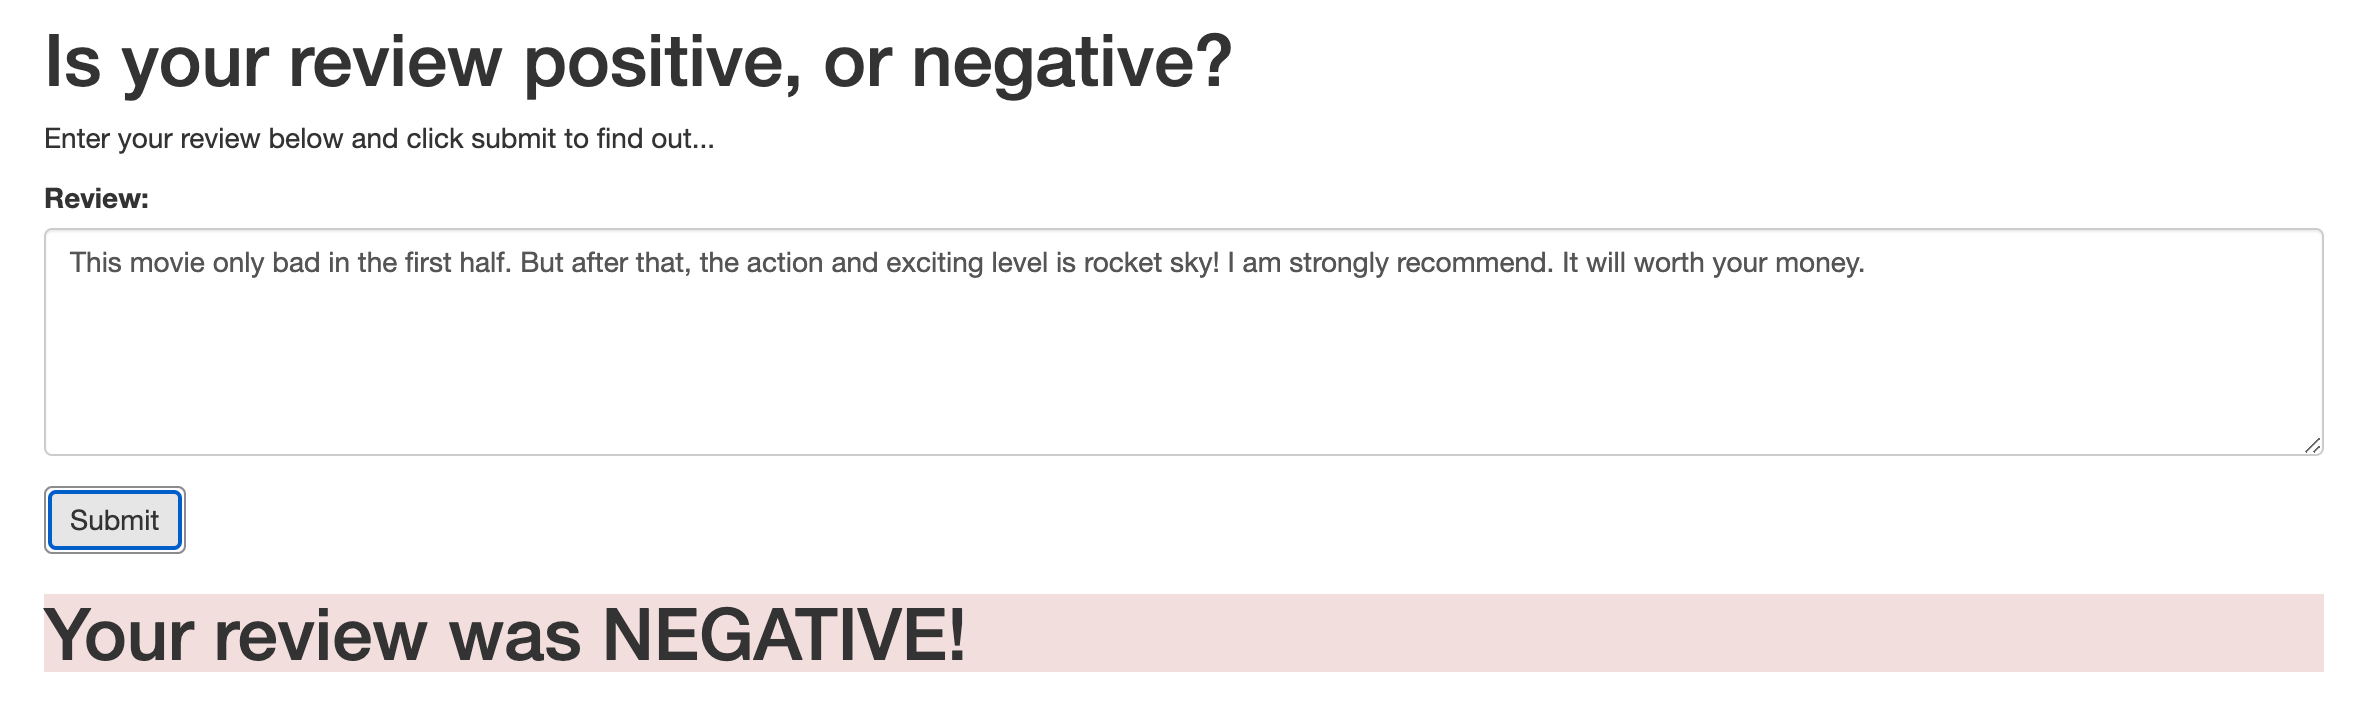 Is your review positive, or negative?
Enter your review below and click submit to find out...
Review:
This movie only bad in the first half. But after that, the action and exciting level is rocket sky! I am strongly recommend. It will worth your money.
Submit
Your review was NEGATIVE!